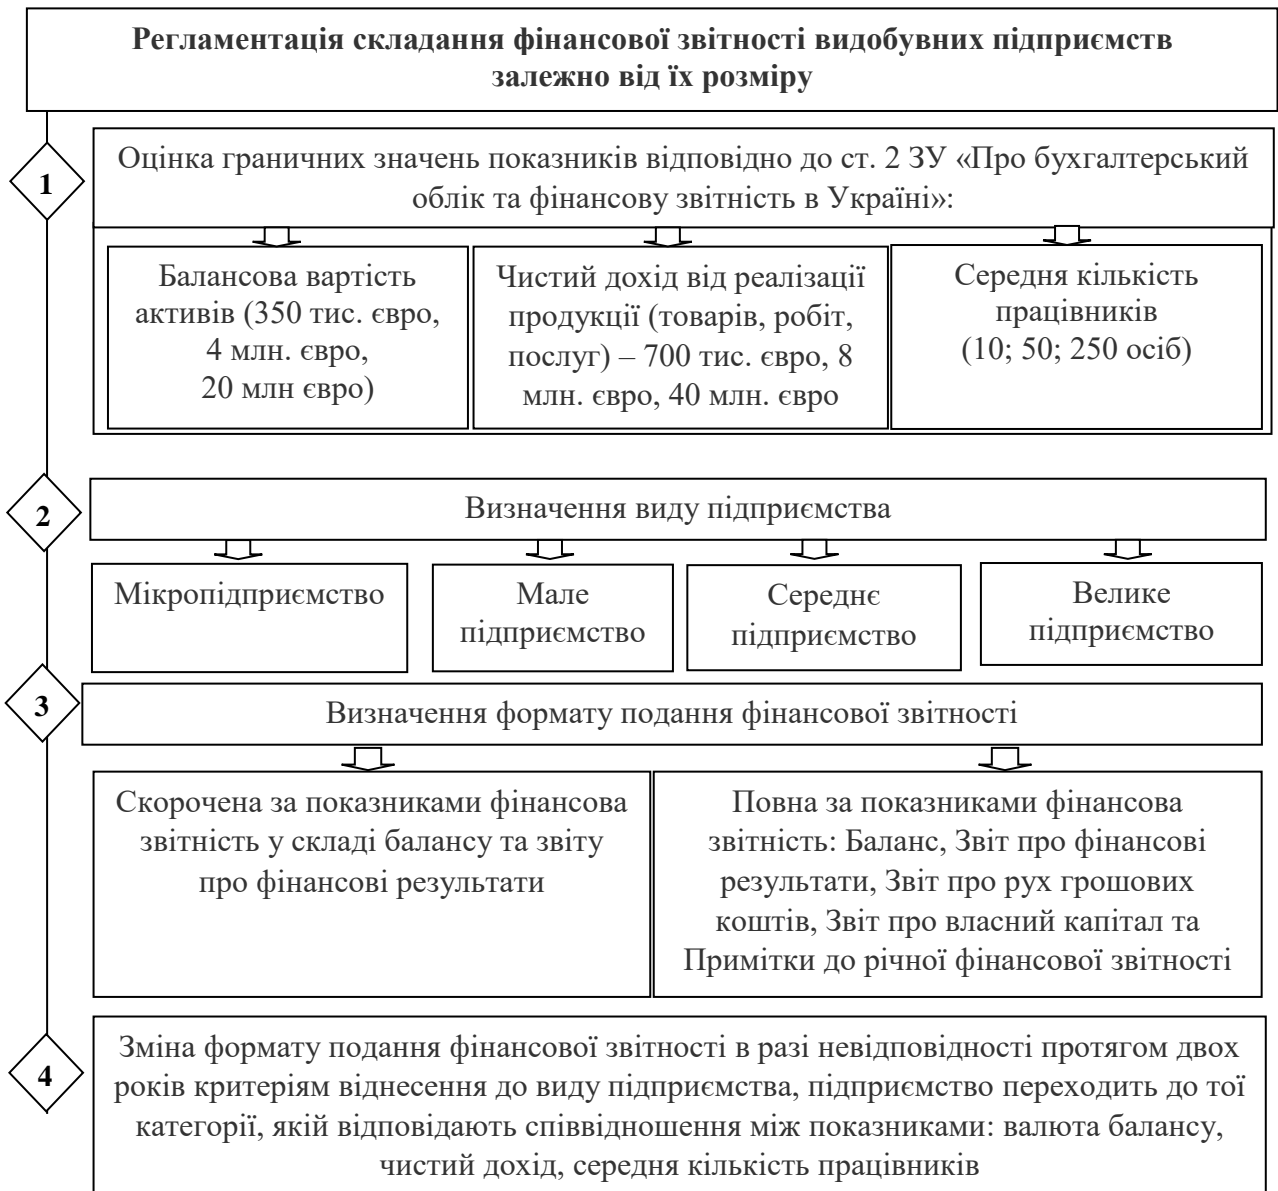 Регламентація складання фінансової звітності видобувних підприємств
залежно від їх розміру
1
Оцінка граничних значень показників відповідно до ст. 2 ЗУ «Про бухгалтерський
облік та фінансову звітність в Україні»:
Балансова вартість
активів (350 тис. євро,
4 млн. євро,
20 млн євро)
Чистий дохід від реалізації
продукції (товарів, робіт,
послуг) – 700 тис. євро, 8
млн. євро, 40 млн. євро
Середня кількість
працівників
(10; 50; 250 осіб)
2
Визначення виду підприємства
Мікропідприємство
Мале
підприємство
Середнє
підприємство
Велике
підприємство
3
Визначення формату подання фінансової звітності
Скорочена за показниками фінансова
звітність у складі балансу та звіту
про фінансові результати
Повна за показниками фінансова
звітність: Баланс, Звіт про фінансові
результати, Звіт про рух грошових
коштів, Звіт про власний капітал та
Примітки до річної фінансової звітності
4
Зміна формату подання фінансової звітності в разі невідповідності протягом двох
років критеріям віднесення до виду підприємства, підприємство переходить до тої
категорії, якій відповідають співвідношення між показниками: валюта балансу,
чистий дохід, середня кількість працівників